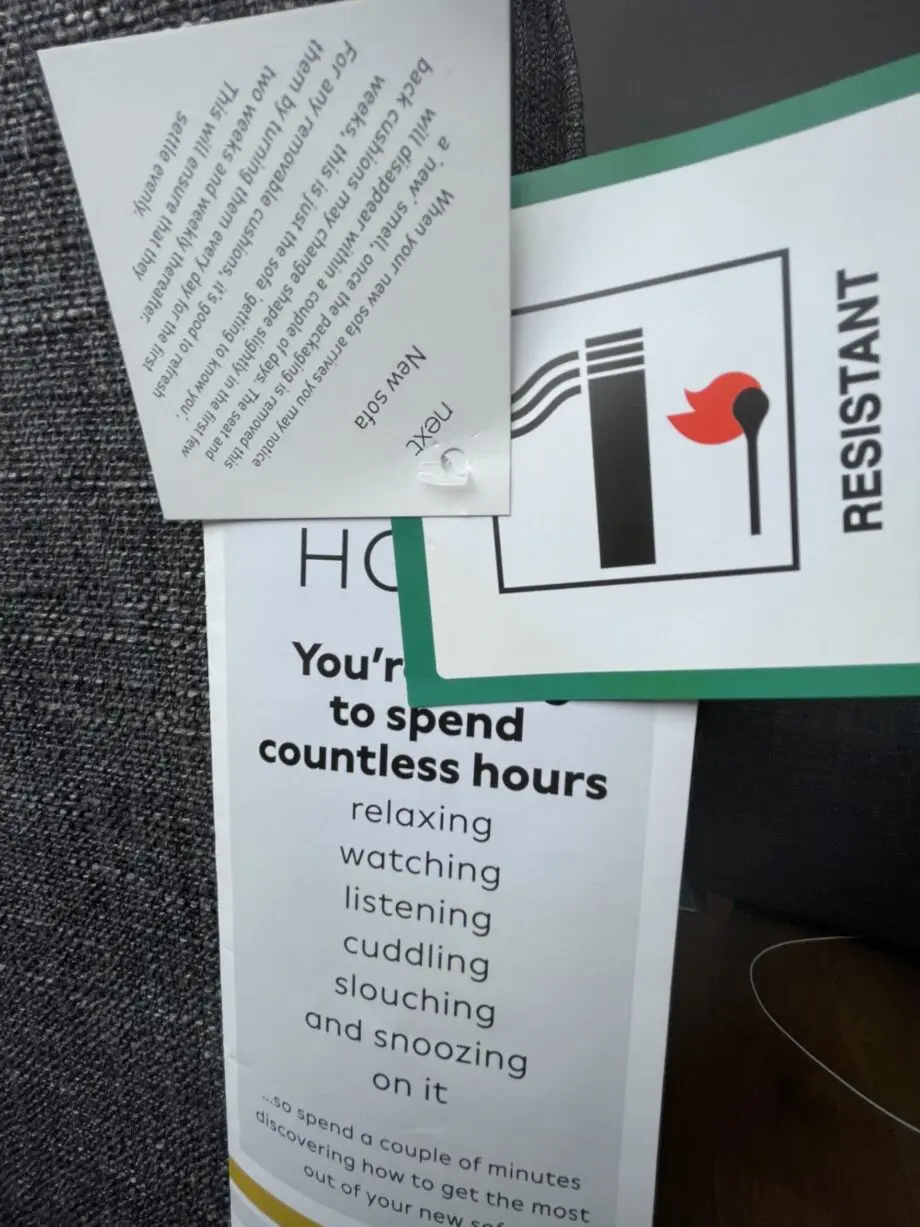 next
New sofa
When your new sofa arrives you may notice
a 'new' smell, once the packaging is removed this
will disappear within a couple of days. The seat and
back cushions may change shape slightly in the first few
weeks, this is just the sofa 'getting to know you'.
For any removable cushions, it's good to refresh
them by turning them every day for the first
two weeks and weekly thereafter.
This will ensure that they
settle evenly.
RESISTANT
HO
You'r
to spend
countless hours
relaxing
watching
listening
cuddling
slouching
and snoozing
on it
...so spend a couple of minutes
discovering how to get the most
out of your new